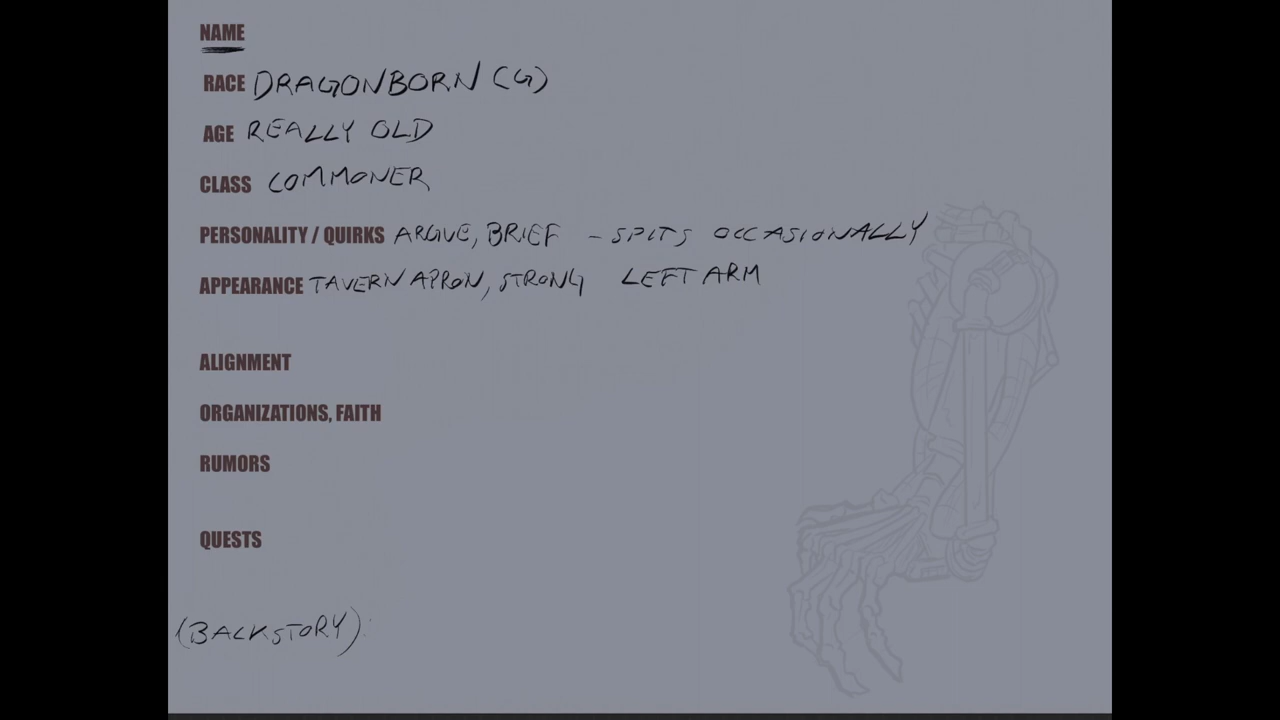 NAME
RACE DRAGONBORN (G)
AGE REALLY OLD
CLASS COMMONER
PERSONALITY / QUIRKS ARGUE, BRIEF - SPITS OCCASIONALLY
APPEARANCE TAVERN APRON, STRONG LEFT ARM
ALIGNMENT
ORGANIZATIONS, FAITH
RUMORS
QUESTS
(BACKSTORY)